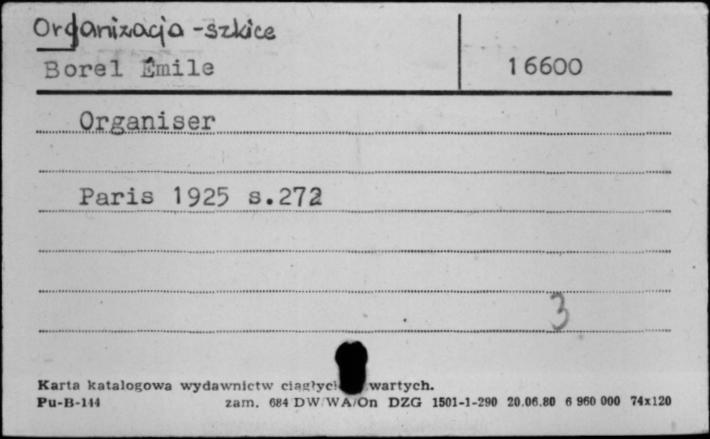 Organizacja - szkice
Borel Émile 16600
Organiser
Paris 1925 s.272
3
Karta katalogowa wydawnictw ciągłych wartych.
Pu-B-144 zam. 684 DW/WA/On DZG 1501-1-290 20.06.80 6 960 000 74x120